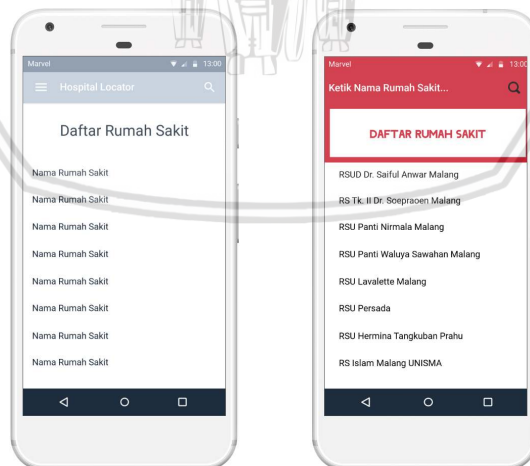 Marvel 13:00
Hospital Locator
Daftar Rumah Sakit
Nama Rumah Sakit
Nama Rumah Sakit
Nama Rumah Sakit
Nama Rumah Sakit
Nama Rumah Sakit
Nama Rumah Sakit
Nama Rumah Sakit
Nama Rumah Sakit
Marvel 13:00
Ketik Nama Rumah Sakit...
DAFTAR RUMAH SAKIT
RSUD Dr. Saiful Anwar Malang
RS Tk. II Dr. Soepraoen Malang
RSU Panti Nirmala Malang
RSU Panti Waluya Sawahan Malang
RSU Lavalette Malang
RSU Persada
RSU Hermina Tangkuban Prahu
RS Islam Malang UNISMA